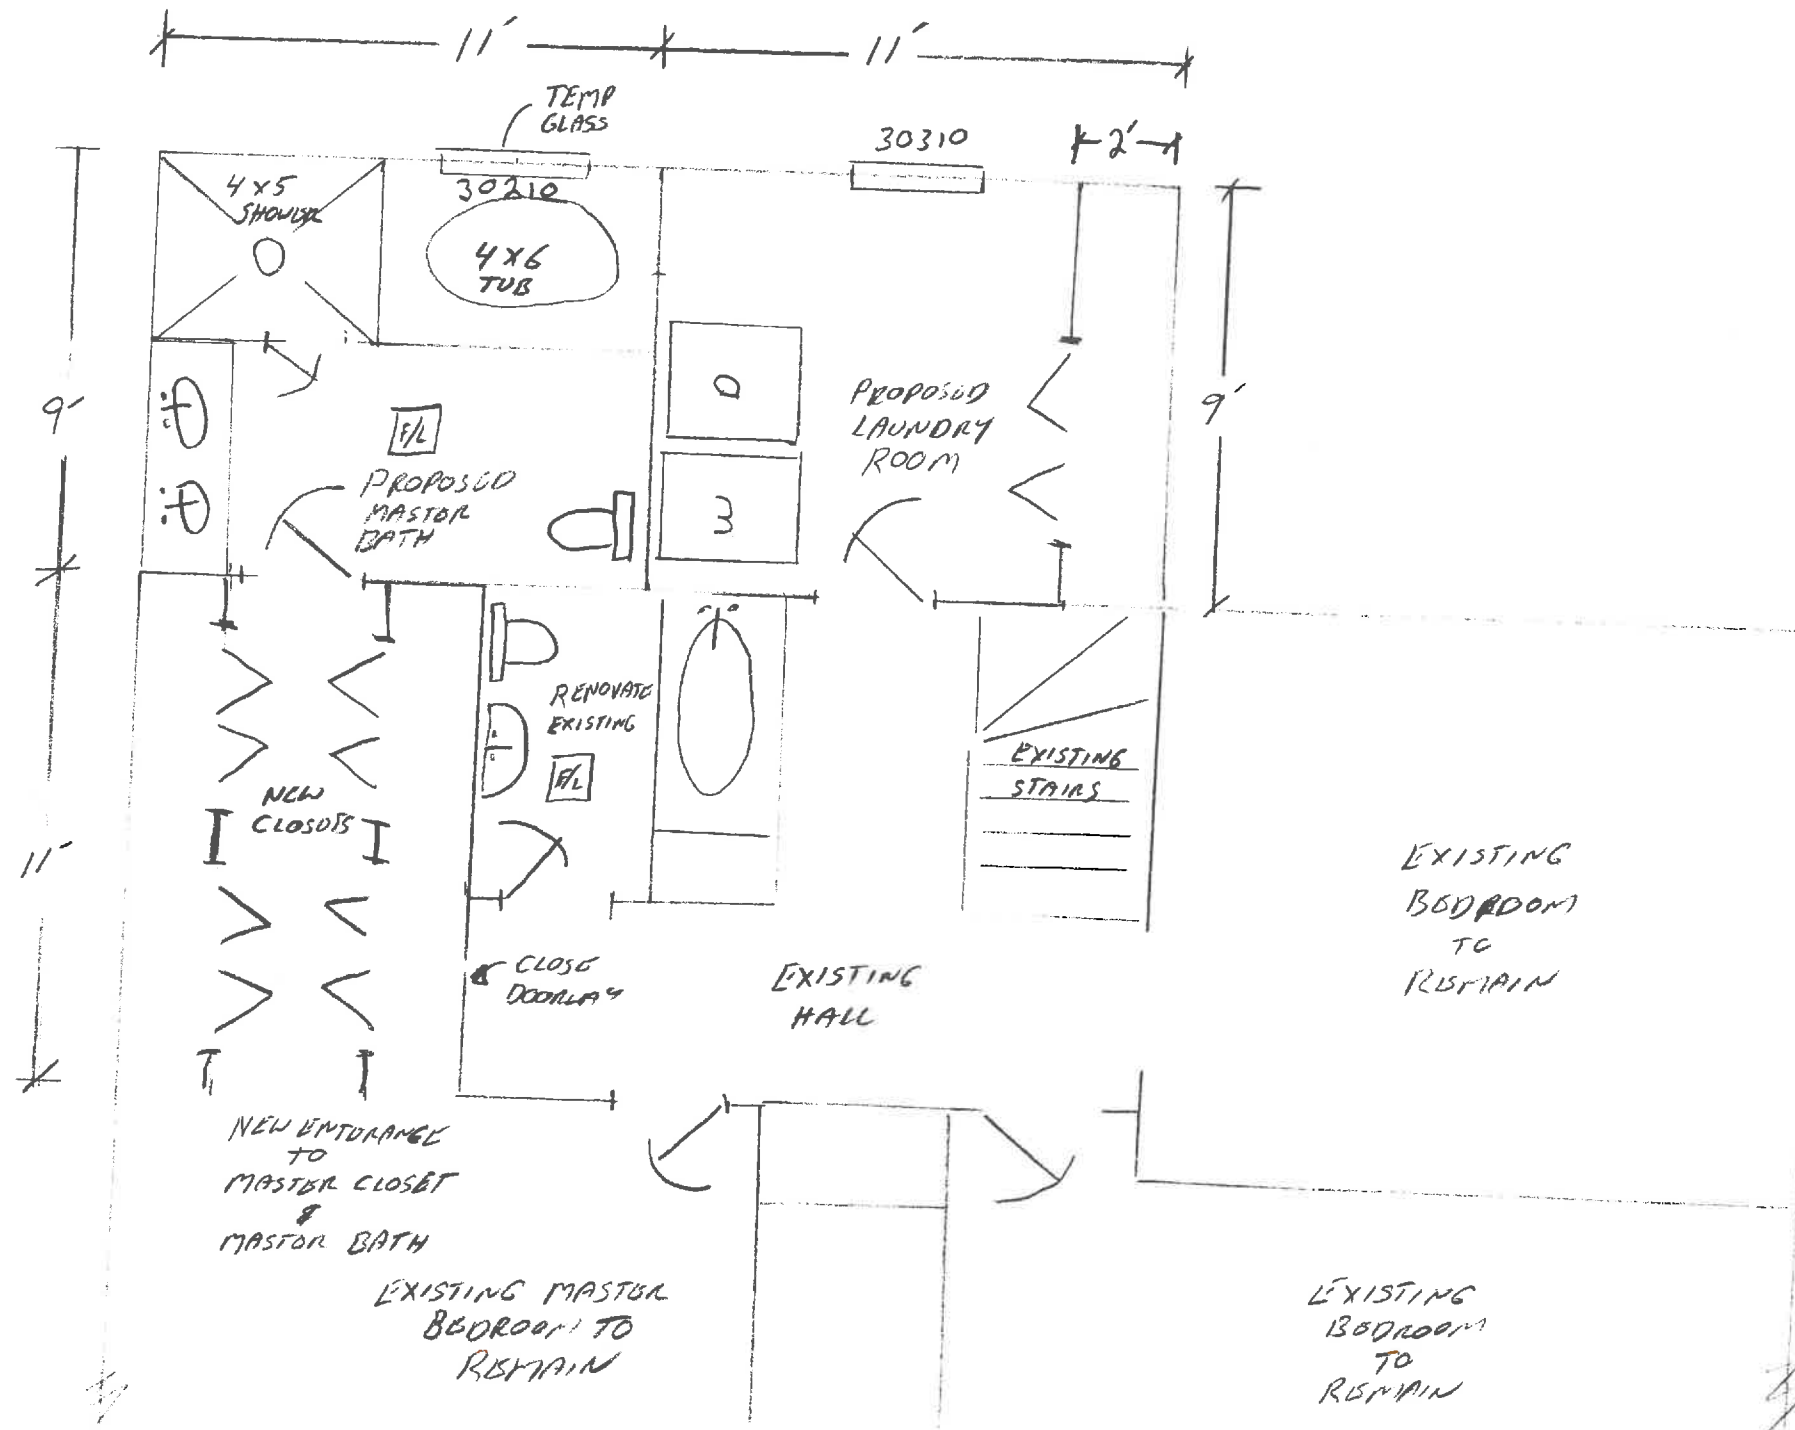 11' 11'
TEMP
GLASS
30310
2'
30210
4x5
SHOWER
4x6
TUB
9'
F/L
PROPOSED
MASTER
BATH
D
3
PROPOSED
LAUNDRY
ROOM
9'
RENOVATE
EXISTING
F/L
EXISTING
STAIRS
NEW
CLOSETS
11'
CLOSE
DOORWAY
EXISTING
HALL
EXISTING
BEDROOM
TO
REMAIN
NEW ENTERANCE
TO
MASTER CLOSET
&
MASTER BATH
EXISTING MASTER
BEDROOM TO
REMAIN
EXISTING
BEDROOM
TO
REMAIN